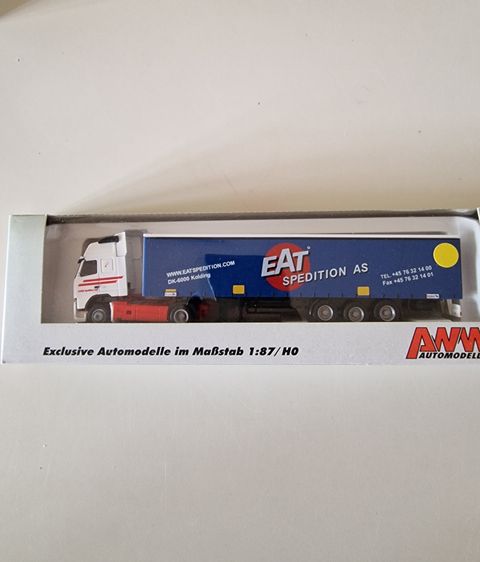 WWW.EATSPEDITION.COM
DK-6000 Kolding
EAT
SPEDITION AS
TEL.+45 76 32 14 00
Fax +45 76 32 14 01
Exclusive Automodelle im Maßstab 1:87/H0
AWM
AUTOMODELLE